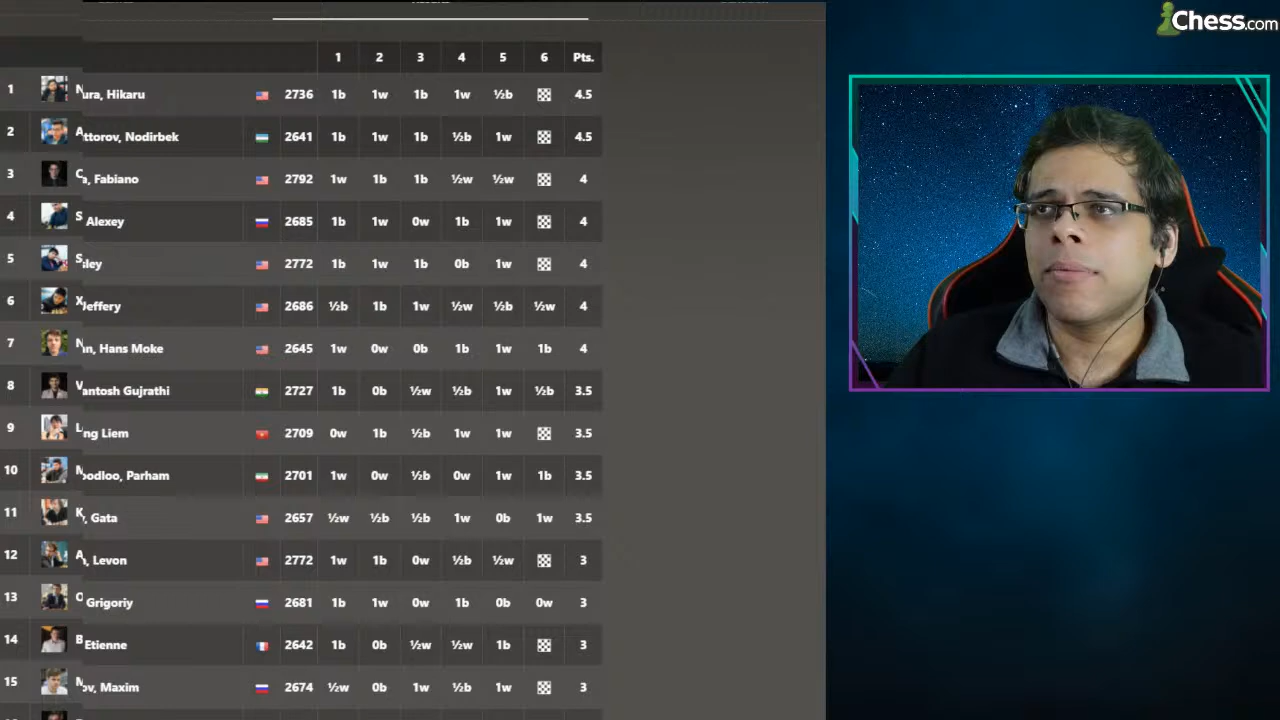 Chess.com
1 2 3 4 5 6 Pts.
1 N ura, Hikaru 2736 1b 1w 1b 1w ½b 4.5
2 A ttorov, Nodirbek 2641 1b 1w 1b ½b 1w 4.5
3 C a, Fabiano 2792 1w 1b 1b ½w ½w 4
4 S Alexey 2685 1b 1w 0w 1b 1w 4
5 S sley 2772 1b 1w 1b 0b 1w 4
6 X Jeffery 2686 ½b 1b 1w ½w ½b ½w 4
7 N n, Hans Moke 2645 1w 0w 0b 1b 1w 1b 4
8 V antosh Gujrathi 2727 1b 0b ½w ½b 1w ½b 3.5
9 L ng Liem 2709 0w 1b ½b 1w 1w 3.5
10 M oodloo, Parham 2701 1w 0w ½b 0w 1w 1b 3.5
11 K , Gata 2657 ½w ½b ½b 1w 0b 1w 3.5
12 A n, Levon 2772 1w 1b 0w ½b ½w 3
13 O Grigoriy 2681 1b 1w 0w 1b 0b 0w 3
14 B Etienne 2642 1b 0b ½w ½w 1b 3
15 M ov, Maxim 2674 ½w 0b 1w ½b 1w 3